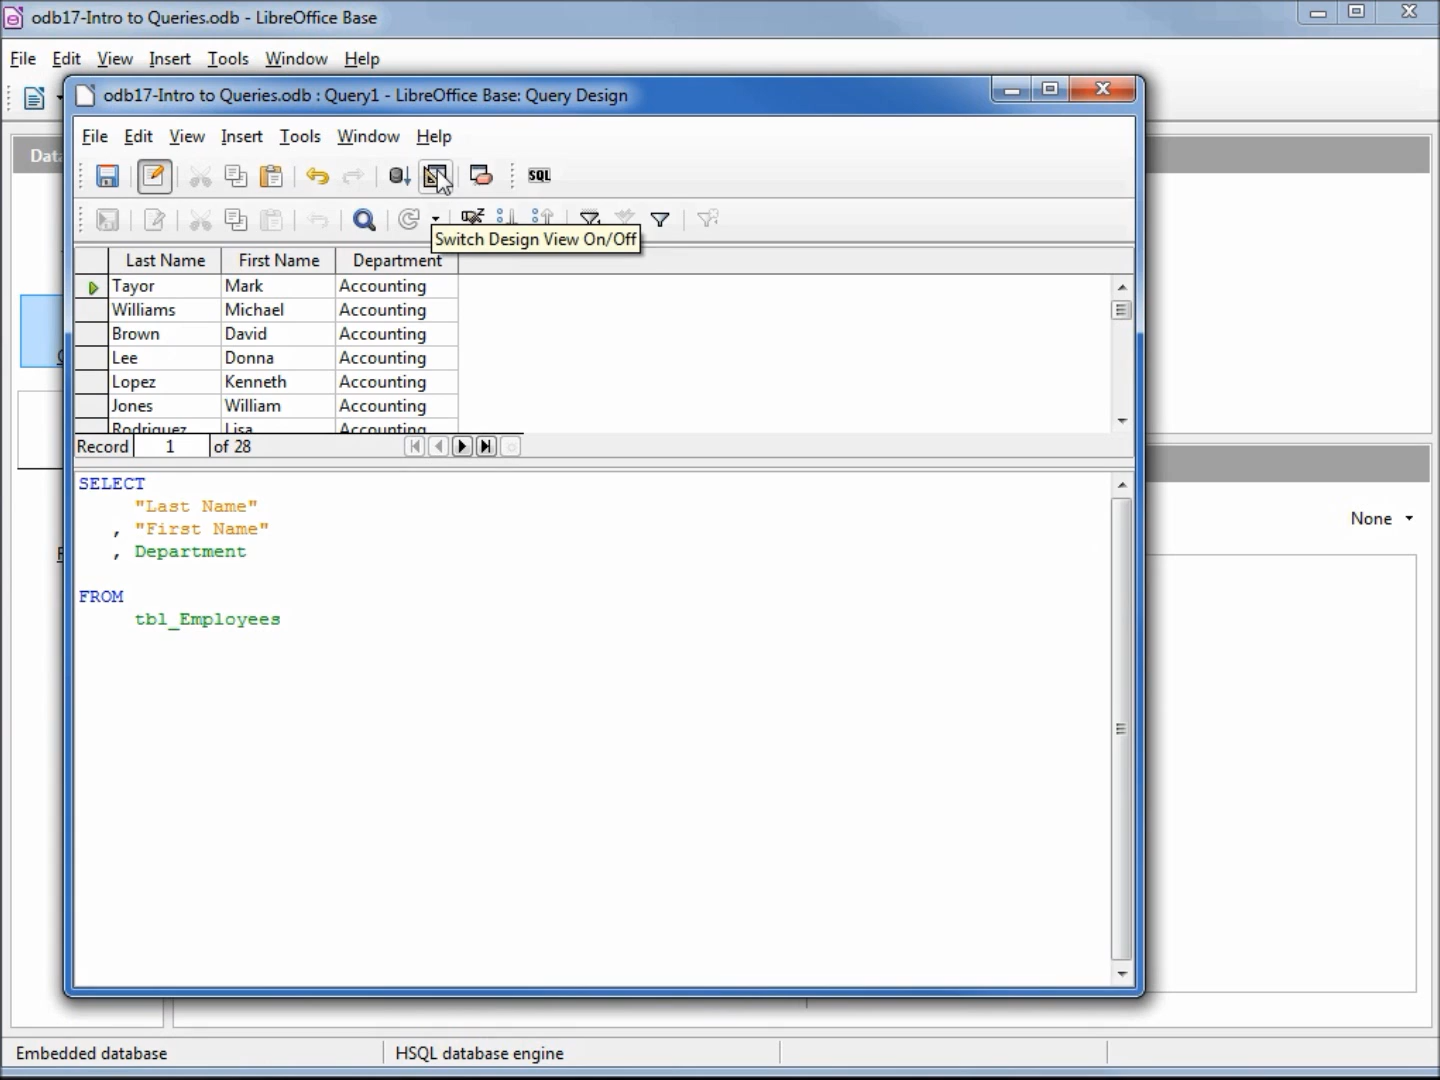 odb17-Intro to Queries.odb - LibreOffice Base
File Edit View Insert Tools Window Help
odb17-Intro to Queries.odb : Query1 - LibreOffice Base: Query Design
File Edit View Insert Tools Window Help
SQL
Switch Design View On/Off
Last Name First Name Department
Tayor Mark Accounting
Williams Michael Accounting
Brown David Accounting
Lee Donna Accounting
Lopez Kenneth Accounting
Jones William Accounting
Rodriguez Lisa Accounting
Record 1 of 28
SELECT
"Last Name"
, "First Name"
, Department
FROM
tbl_Employees
None
Embedded database HSQL database engine